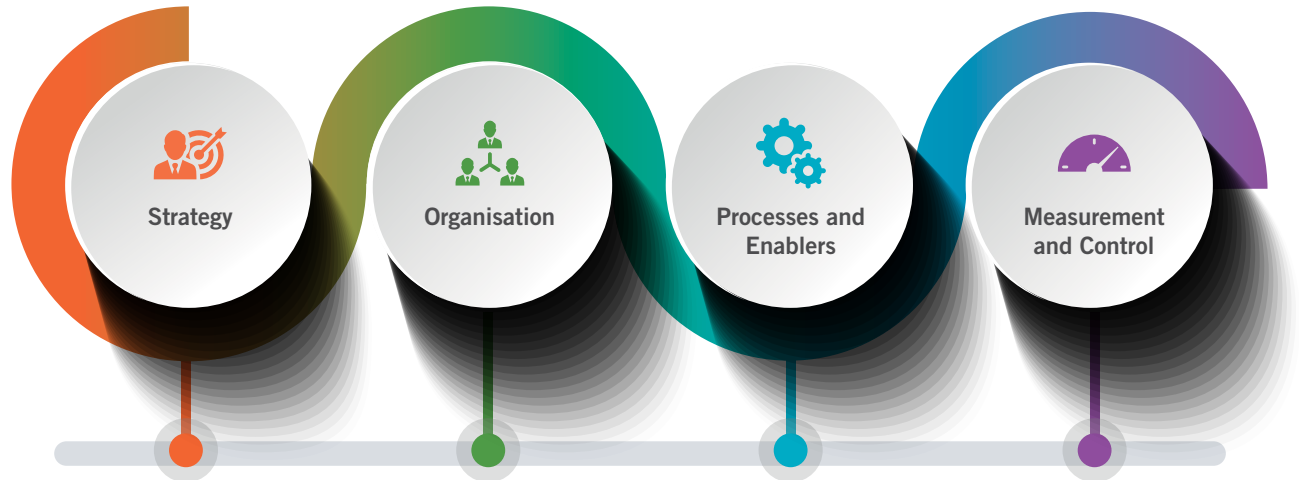 Strategy
Organisation
Processes and
Enablers
Measurement
and Control